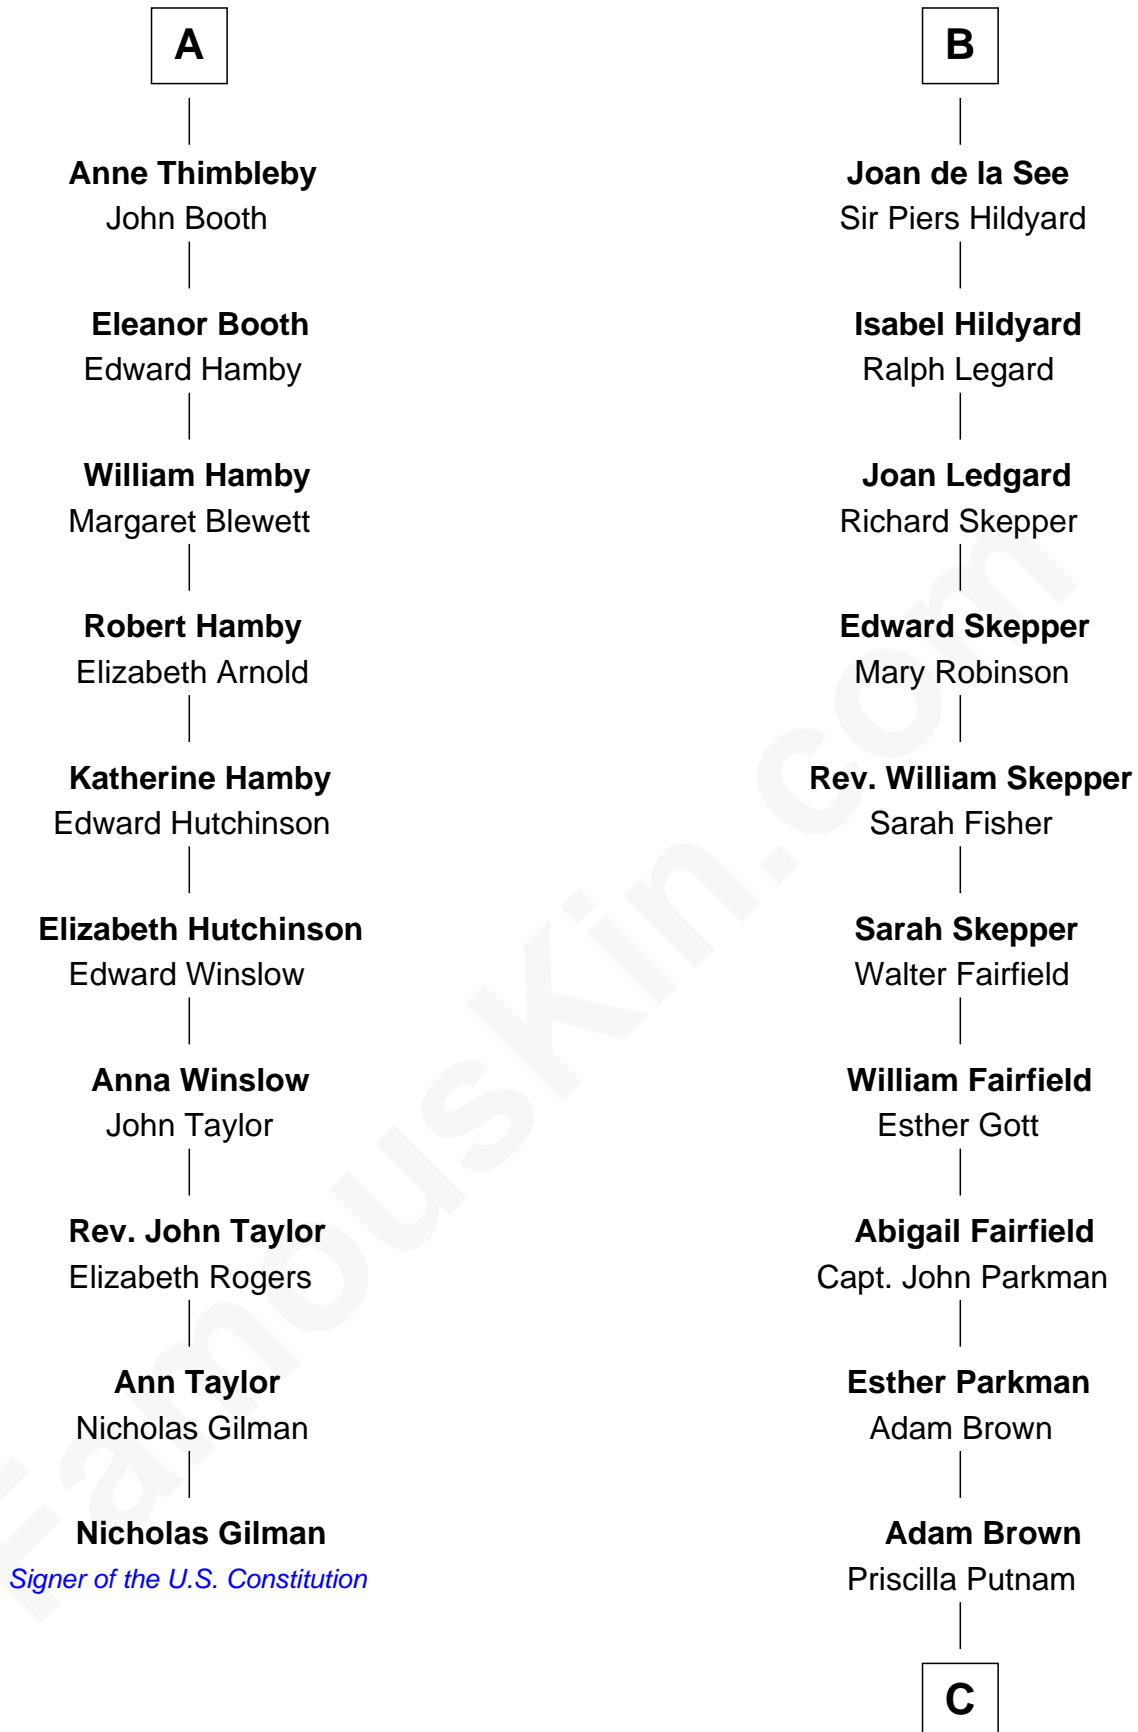 A
Anne Thimbleby
John Booth
Eleanor Booth
Edward Hamby
William Hamby
Margaret Blewett
Robert Hamby
Elizabeth Arnold
Katherine Hamby
Edward Hutchinson
Elizabeth Hutchinson
Edward Winslow
Anna Winslow
John Taylor
Rev. John Taylor
Elizabeth Rogers
Ann Taylor
Nicholas Gilman
Nicholas Gilman
Signer of the U.S. Constitution
B
Joan de la See
Sir Piers Hildyard
Isabel Hildyard
Ralph Legard
Joan Ledgard
Richard Skepper
Edward Skepper
Mary Robinson
Rev. William Skepper
Sarah Fisher
Sarah Skepper
Walter Fairfield
William Fairfield
Esther Gott
Abigail Fairfield
Capt. John Parkman
Esther Parkman
Adam Brown
Adam Brown
Priscilla Putnam
C
FamousKin.com